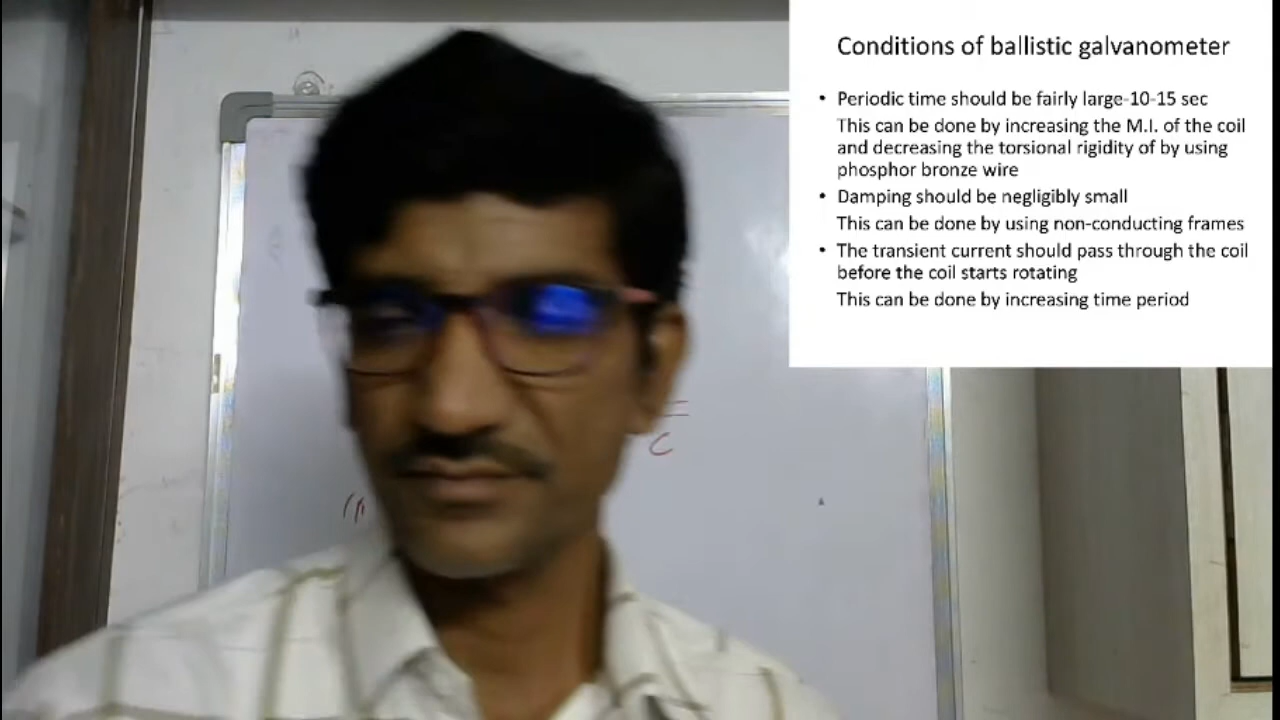 Conditions of ballistic galvanometer
• Periodic time should be fairly large-10-15 sec
This can be done by increasing the M.I. of the coil
and decreasing the torsional rigidity of by using
phosphor bronze wire
• Damping should be negligibly small
This can be done by using non-conducting frames
• The transient current should pass through the coil
before the coil starts rotating
This can be done by increasing time period
=
C